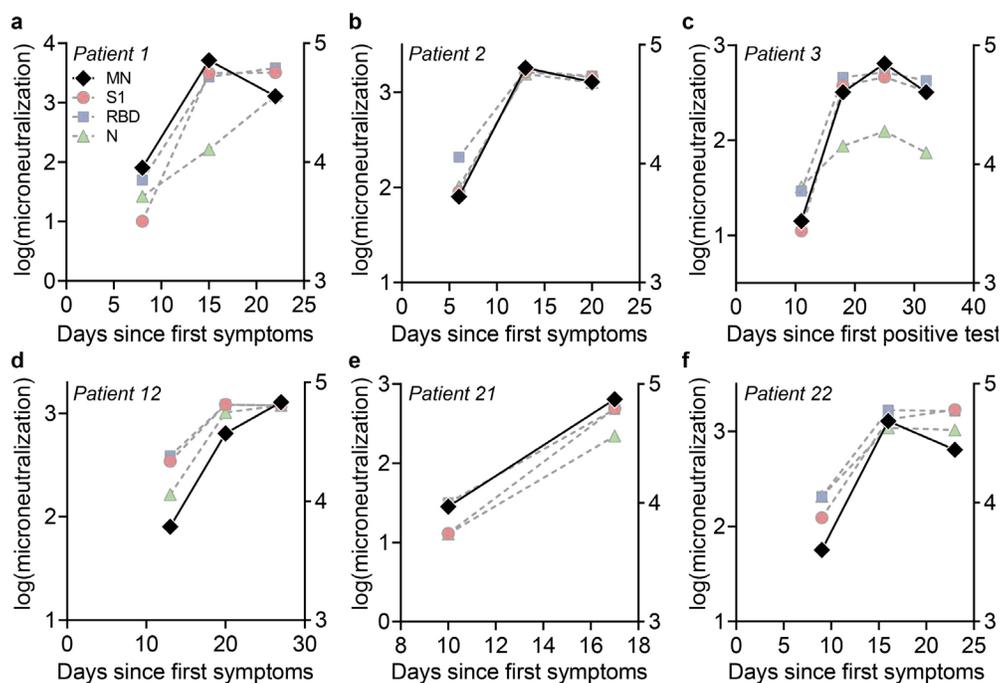 a
Patient 1
MN
S1
RBD
N
log(microneutralization)
4
3
2
1
0
5
4
3
0 5 10 15 20 25
Days since first symptoms
b
Patient 2
log(microneutralization)
3
2
1
5
4
3
0 5 10 15 20 25
Days since first symptoms
c
Patient 3
log(microneutralization)
3
2
1
5
4
3
0 10 20 30 40
Days since first positive test
d
Patient 12
log(microneutralization)
3
2
1
5
4
3
0 10 20 30
Days since first symptoms
e
Patient 21
log(microneutralization)
3
2
1
0
5
4
3
8 10 12 14 16 18
Days since first symptoms
f
Patient 22
log(microneutralization)
3
2
1
5
4
3
0 5 10 15 20 25
Days since first symptoms